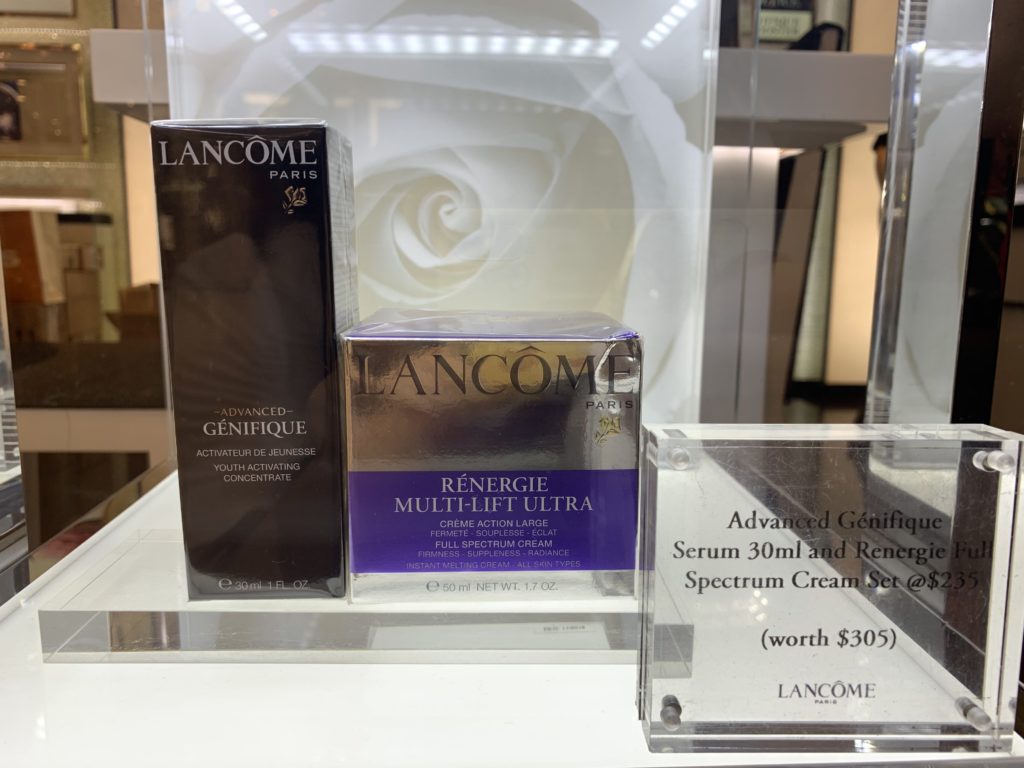 LANCÔME
PARIS
-ADVANCED-
GÉNIFIQUE
ACTIVATEUR DE JEUNESSE
YOUTH ACTIVATING
CONCENTRATE
℮ 30 ml 1 FL. OZ.
LANCÔME
PARIS
RÉNERGIE
MULTI-LIFT ULTRA
CRÈME ACTION LARGE
FERMETÉ - SOUPLESSE - ÉCLAT
FULL SPECTRUM CREAM
FIRMNESS - SUPPLENESS - RADIANCE
INSTANT MELTING CREAM - ALL SKIN TYPES
℮ 50 ml NET WT. 1.7 OZ.
Advanced Génifique
Serum 30ml and Renergie Full
Spectrum Cream Set @$235
(worth $305)
LANCÔME
PARIS